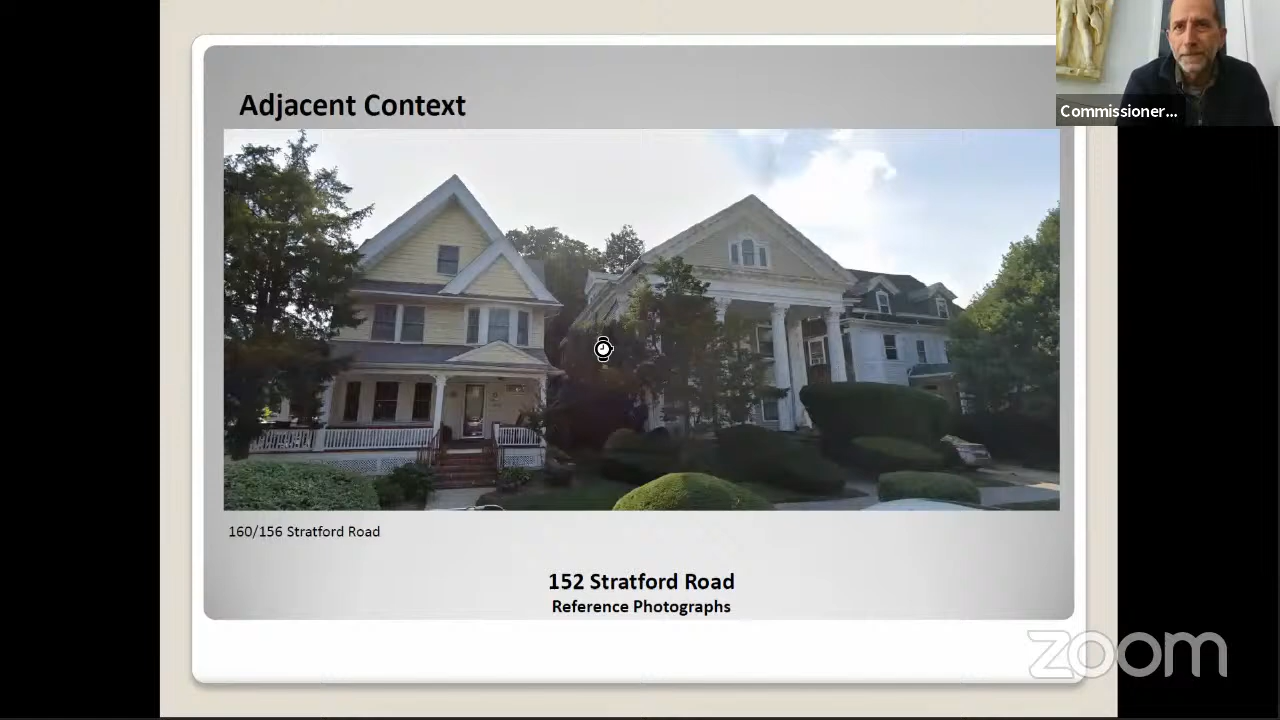 Adjacent Context
Commissioner...
160/156 Stratford Road
152 Stratford Road
Reference Photographs
zoom